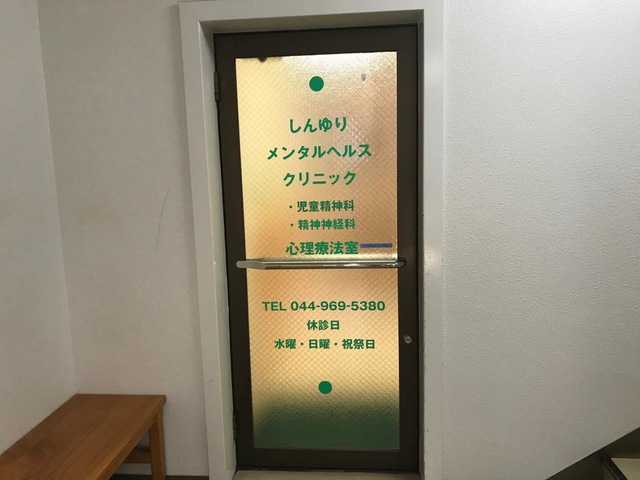 しんゆり
メンタルヘルス
クリニック
・児童精神科
・精神神経科
心理療法室
TEL 044-969-5380
休診日
水曜・日曜・祝祭日